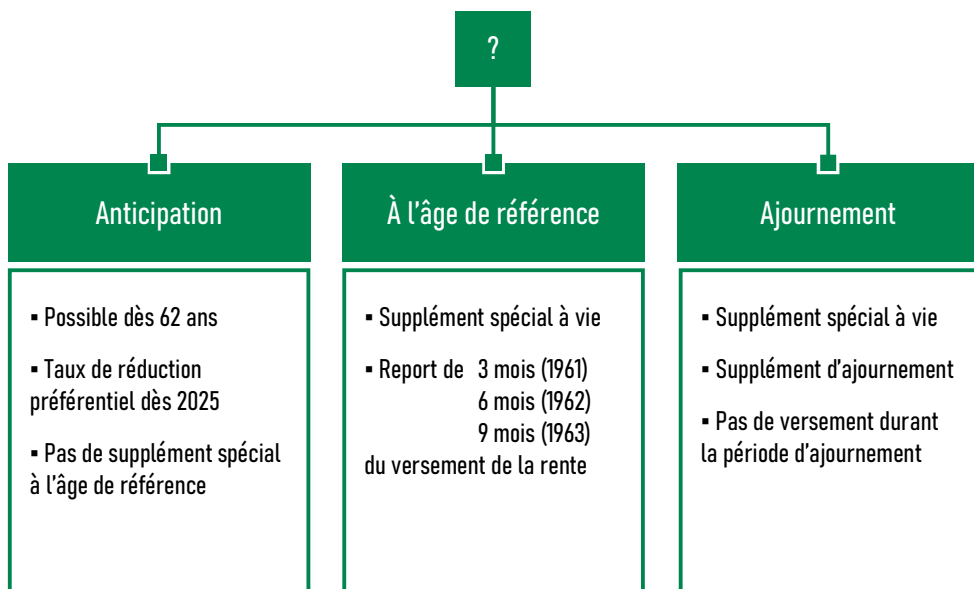 ?
Anticipation
▪ Possible dès 62 ans
▪ Taux de réduction
préférentiel dès 2025
▪ Pas de supplément spécial
à l’âge de référence
À l’âge de référence
▪ Supplément spécial à vie
▪ Report de 3 mois (1961)
6 mois (1962)
9 mois (1963)
du versement de la rente
Ajournement
▪ Supplément spécial à vie
▪ Supplément d’ajournement
▪ Pas de versement durant
la période d’ajournement